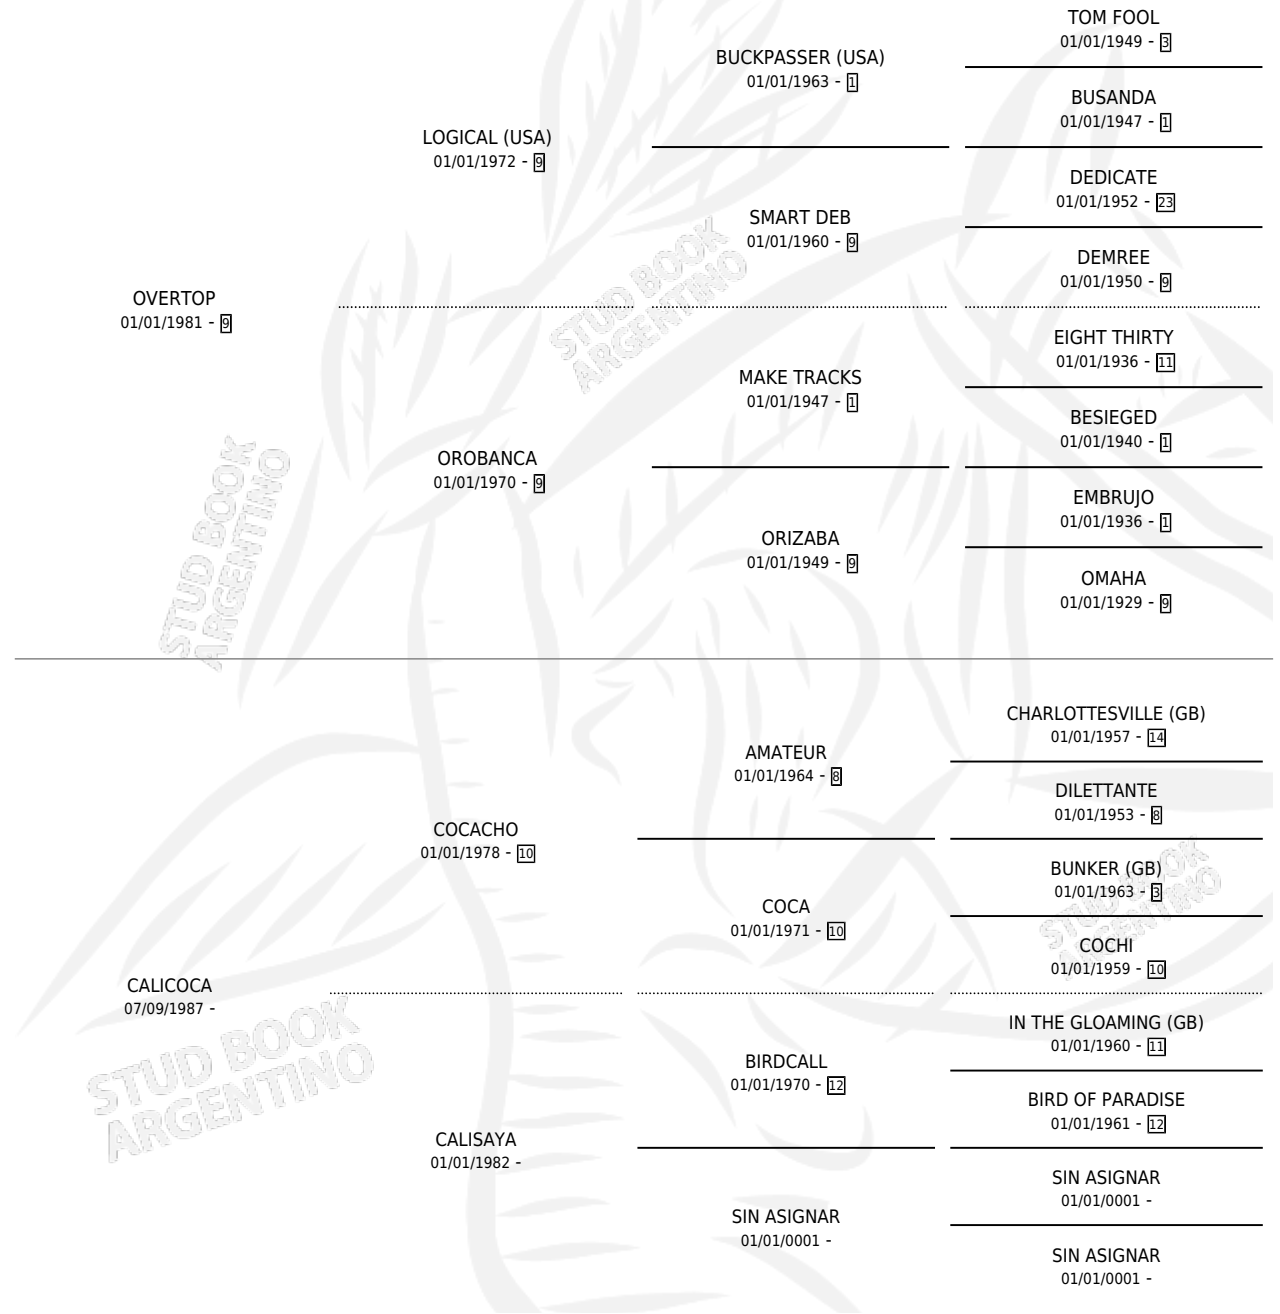 TOM FOOL
01/01/1949 - 3
BUCKPASSER (USA)
01/01/1963 - 1
BUSANDA
01/01/1947 - 1
LOGICAL (USA)
01/01/1972 - 9
DEDICATE
01/01/1952 - 23
SMART DEB
01/01/1960 - 9
DEMREE
01/01/1950 - 9
OVERTOP
01/01/1981 - 9
EIGHT THIRTY
01/01/1936 - 11
MAKE TRACKS
01/01/1947 - 1
BESIEGED
01/01/1940 - 1
OROBANCA
01/01/1970 - 9
EMBRUJO
01/01/1936 - 1
ORIZABA
01/01/1949 - 9
OMAHA
01/01/1929 - 9
CHARLOTTESVILLE (GB)
01/01/1957 - 14
AMATEUR
01/01/1964 - 8
DILETTANTE
01/01/1953 - 8
COCACHO
01/01/1978 - 10
BUNKER (GB)
01/01/1963 - 3
COCA
01/01/1971 - 10
COCHI
01/01/1959 - 10
CALICOCA
07/09/1987 -
IN THE GLOAMING (GB)
01/01/1960 - 11
BIRDCALL
01/01/1970 - 12
BIRD OF PARADISE
01/01/1961 - 12
CALISAYA
01/01/1982 -
SIN ASIGNAR
01/01/0001 -
SIN ASIGNAR
01/01/0001 -
SIN ASIGNAR
01/01/0001 -
STUD BOOK
ARGENTINO
STUD BOOK
ARGENTINO
STUD BOOK
ARGENTINO
STUD BOOK
ARGENTINO